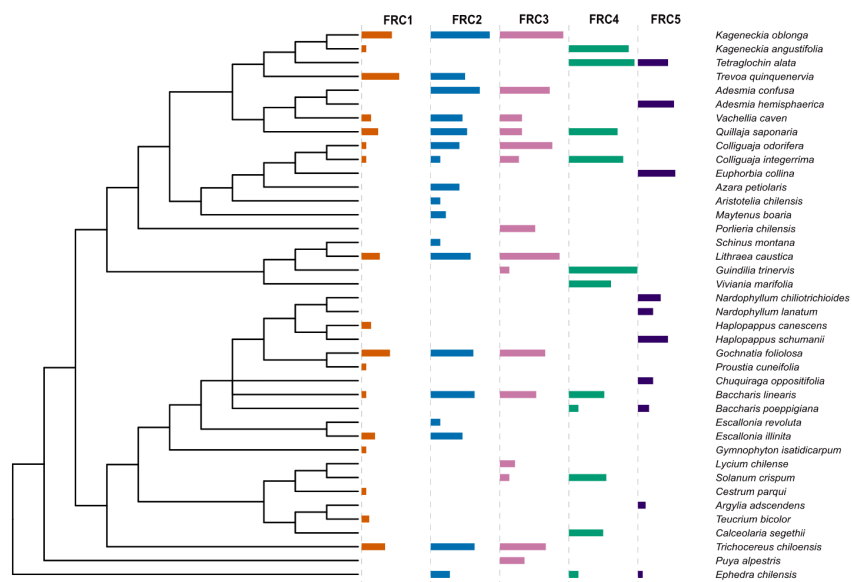 FRC1 FRC2 FRC3 FRC4 FRC5
Kageneckia oblonga
Kageneckia angustifolia
Tetraglochin alata
Trevoa quinquenervia
Adesmia confusa
Adesmia hemisphaerica
Vachellia caven
Quillaja saponaria
Colliguaja odorifera
Colliguaja integerrima
Euphorbia collina
Azara petiolaris
Aristotelia chilensis
Maytenus boaria
Porlieria chilensis
Schinus montana
Lithraea caustica
Guindilia trinervis
Viviania marifolia
Nardophyllum chiliotrichioides
Nardophyllum lanatum
Haplopappus canescens
Haplopappus schumanii
Gochnatia foliolosa
Proustia cuneifolia
Chuquiraga oppositifolia
Baccharis linearis
Baccharis poeppigiana
Escallonia revoluta
Escallonia illinita
Gymnophyton isatidicarpum
Lycium chilense
Solanum crispum
Cestrum parqui
Argylia adscendens
Teucrium bicolor
Calceolaria segethii
Trichocereus chiloensis
Puya alpestris
Ephedra chilensis